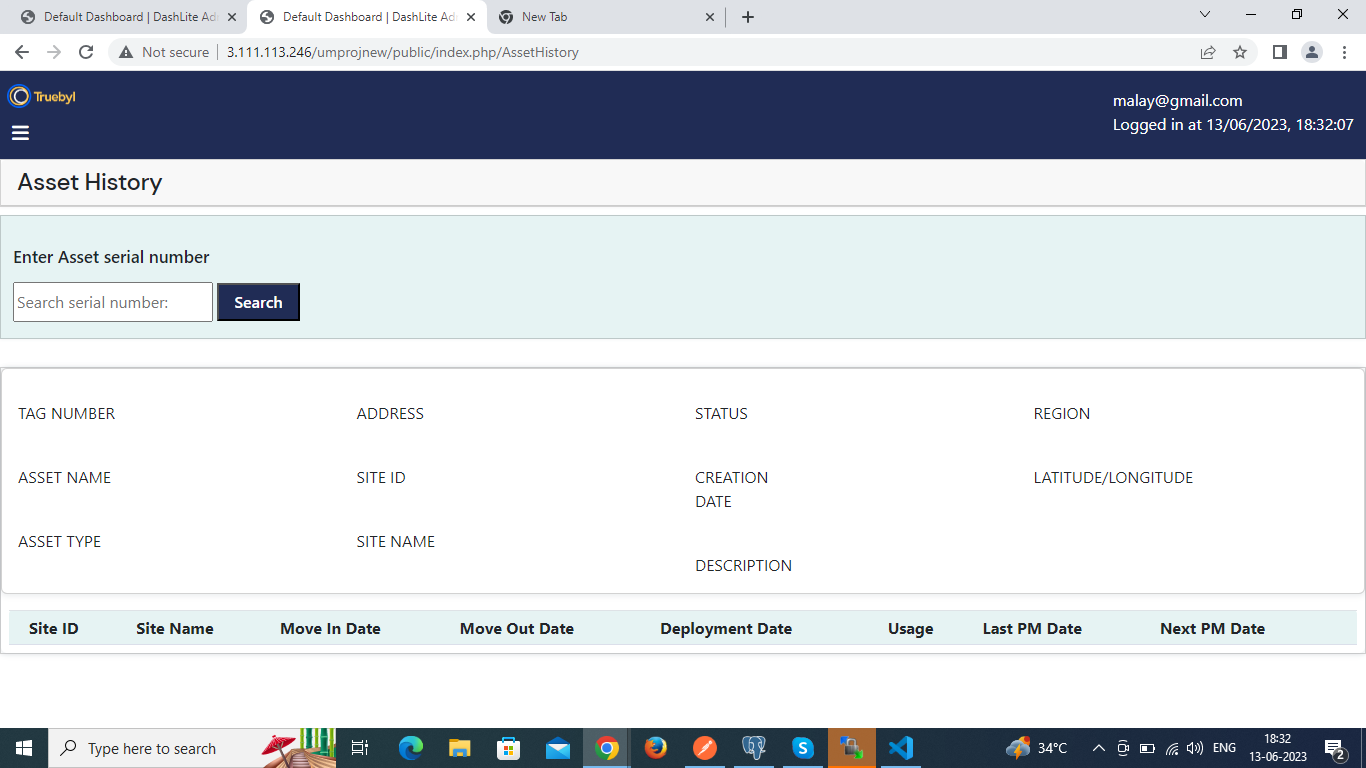 Default Dashboard | DashLite Adr
Default Dashboard | DashLite Adr
New Tab
Not secure
3.111.113.246/umprojnew/public/index.php/AssetHistory
Truebyl
malay@gmail.com
Logged in at 13/06/2023, 18:32:07
Asset History
Enter Asset serial number
Search serial number:
Search
TAG NUMBER
ADDRESS
STATUS
REGION
ASSET NAME
SITE ID
CREATION
DATE
LATITUDE/LONGITUDE
ASSET TYPE
SITE NAME
DESCRIPTION
Site ID
Site Name
Move In Date
Move Out Date
Deployment Date
Usage
Last PM Date
Next PM Date
Type here to search
34°C
ENG
18:32
13-06-2023
2